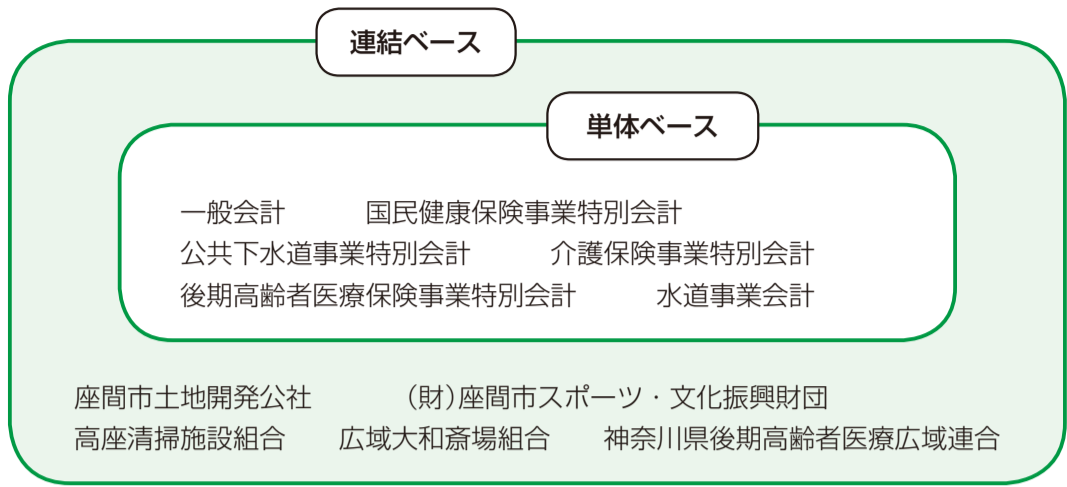 連結ベース
単体ベース
一般会計 国民健康保険事業特別会計
公共下水道事業特別会計 介護保険事業特別会計
後期高齢者医療保険事業特別会計 水道事業会計
座間市土地開発公社 (財)座間市スポーツ・文化振興財団
高座清掃施設組合 広域大和斎場組合 神奈川県後期高齢者医療広域連合